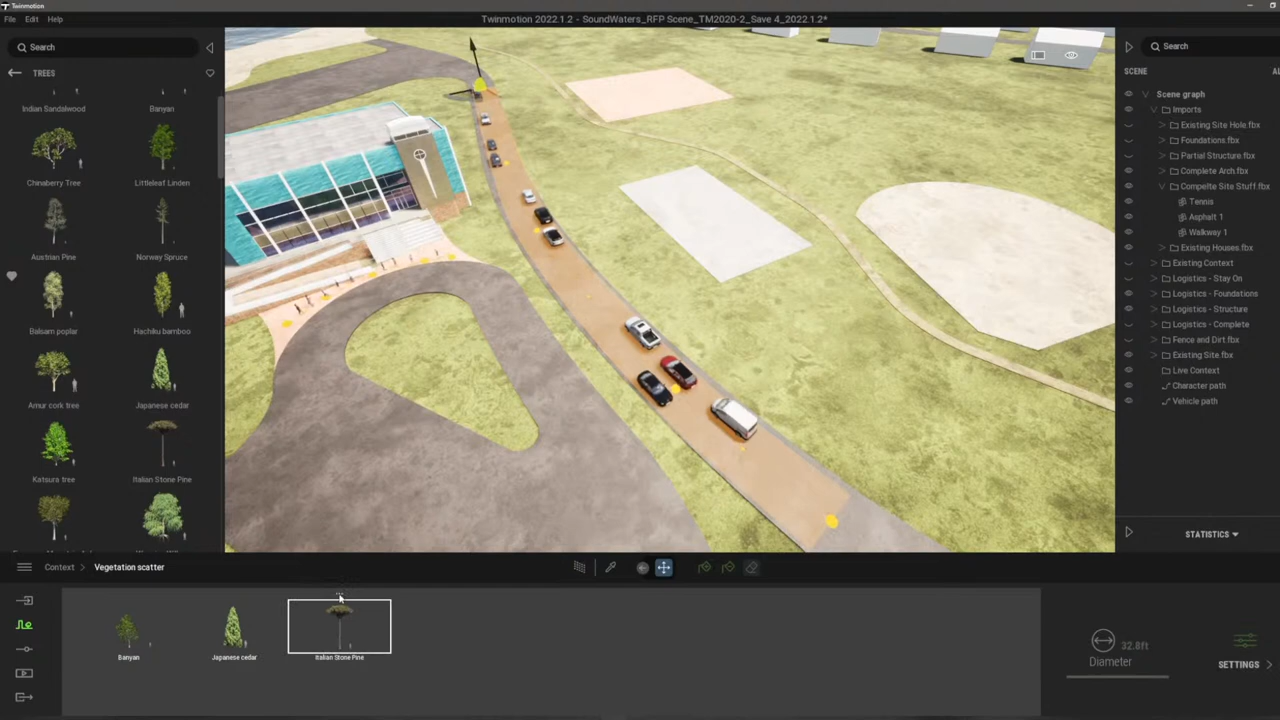 Twinmotion
File Edit Help
Twinmotion 2022.1.2 - SoundWaters_RFP Scene_TM2020-2_Save 4_2022.1.2*
Search
TREES
Indian Sandalwood
Banyan
Chinaberry Tree
Littleleaf Linden
Austrian Pine
Norway Spruce
Balsam poplar
Hachiku bamboo
Amur cork tree
Japanese cedar
Katsura tree
Italian Stone Pine
Search
SCENE
Scene graph
Imports
Existing Site Hole.fbx
Foundations.fbx
Partial Structure.fbx
Complete Arch.fbx
Compelte Site Stuff.fbx
Tennis
Asphalt 1
Walkway 1
Existing Houses.fbx
Existing Context
Logistics - Stay On
Logistics - Foundations
Logistics - Structure
Logistics - Complete
Fence and Dirt.fbx
Existing Site.fbx
Live Context
Character path
Vehicle path
STATISTICS
Context > Vegetation scatter
Banyan
Japanese cedar
Italian Stone Pine
32.8ft
Diameter
SETTINGS